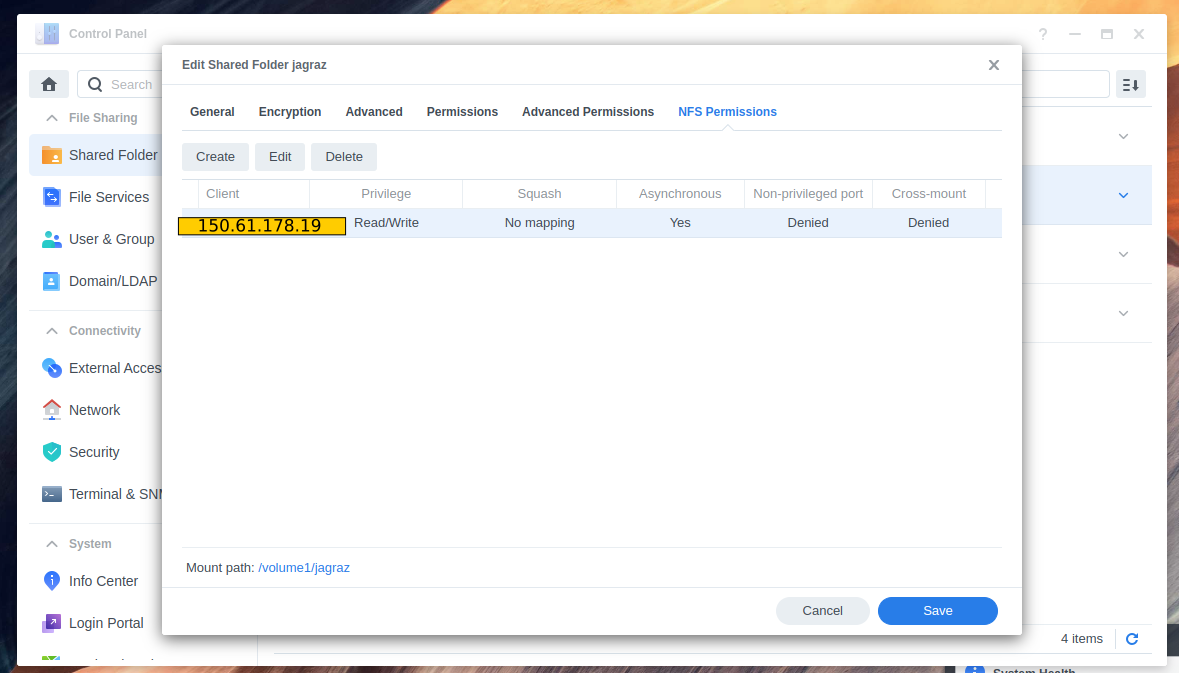 Control Panel
?
Edit Shared Folder jagraz
Search
General Encryption Advanced Permissions Advanced Permissions NFS Permissions
File Sharing
Shared Folder
File Services
User & Group
Domain/LDAP
Connectivity
External Acces
Network
Security
Terminal & SNM
System
Info Center
Login Portal
Create Edit Delete
Client Privilege Squash Asynchronous Non-privileged port Cross-mount
150.61.178.19 Read/Write No mapping Yes Denied Denied
Mount path: /volume1/jagraz
Cancel Save
4 items
System Health